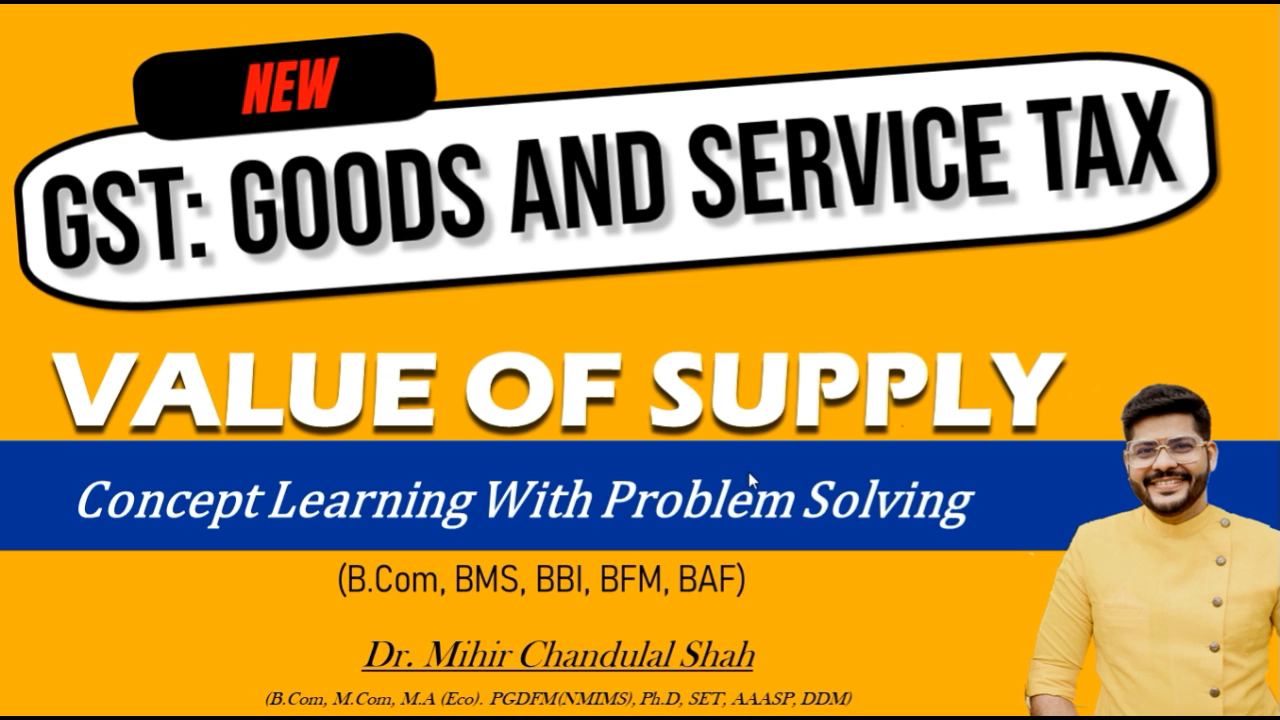 NEW
GST: GOODS AND SERVICE TAX
VALUE OF SUPPLY
Concept Learning With Problem Solving
(B.Com, BMS, BBI, BFM, BAF)
Dr. Mihir Chandulal Shah
(B.Com, M.Com, M.A (Eco). PGDFM(NMIMS), Ph.D, SET, AAASP, DDM)